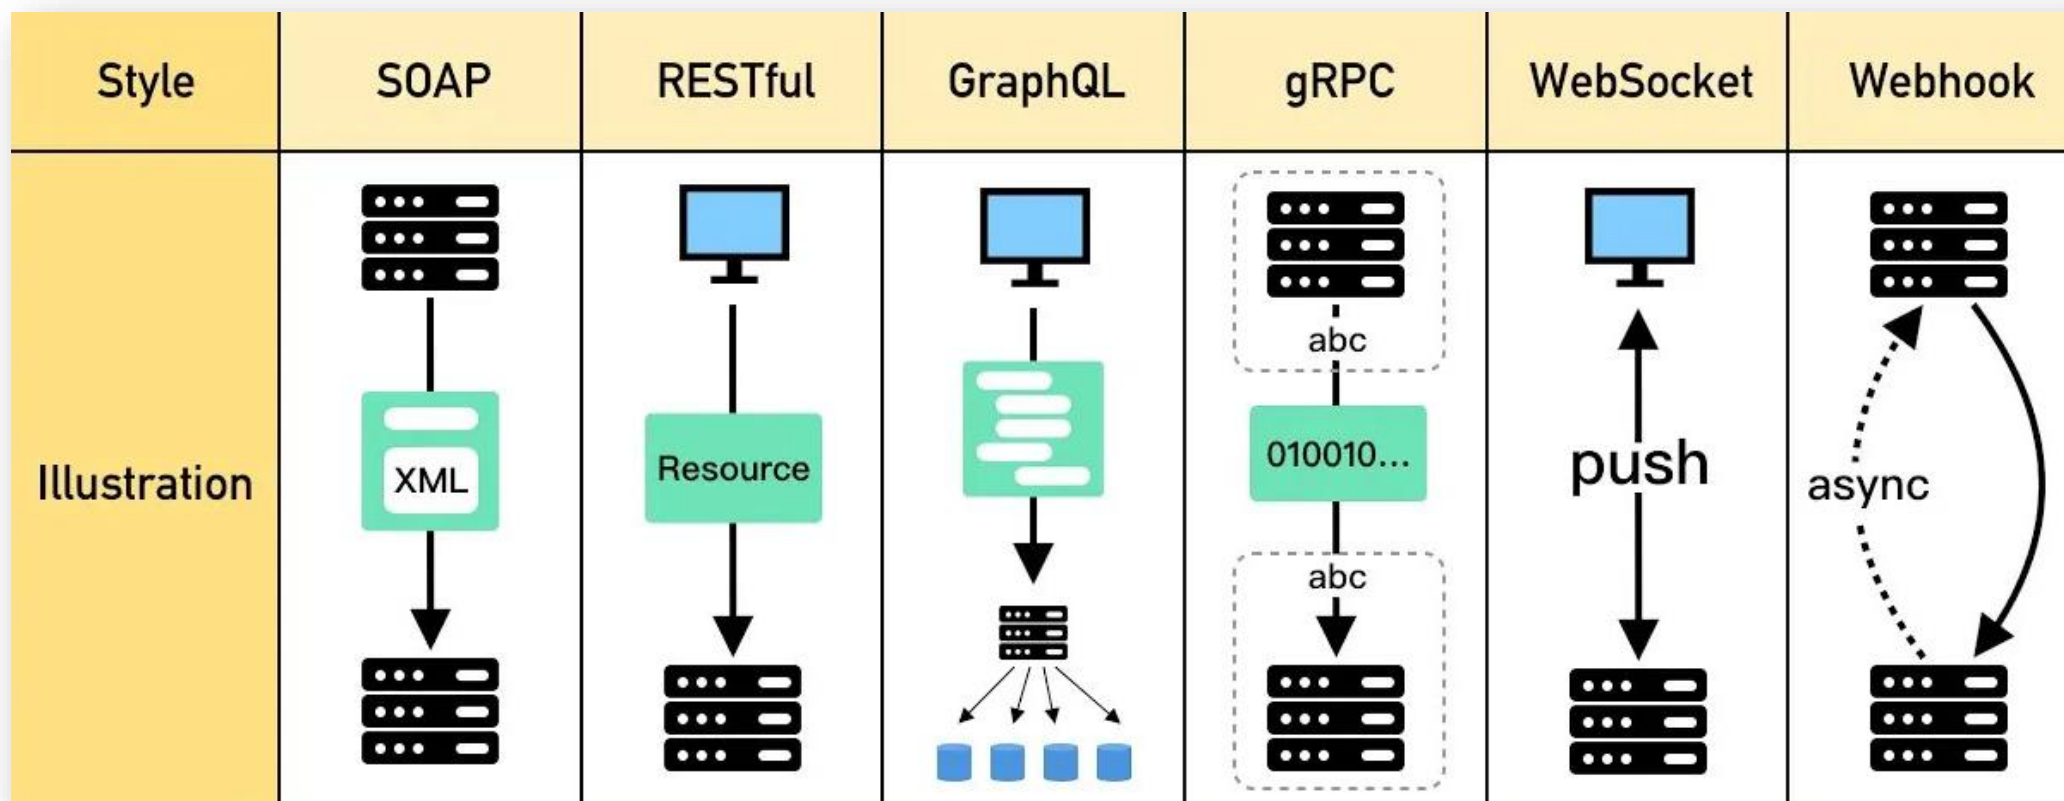 Style
SOAP
RESTful
GraphQL
gRPC
WebSocket
Webhook
Illustration
XML
Resource
abc
010010...
abc
push
async